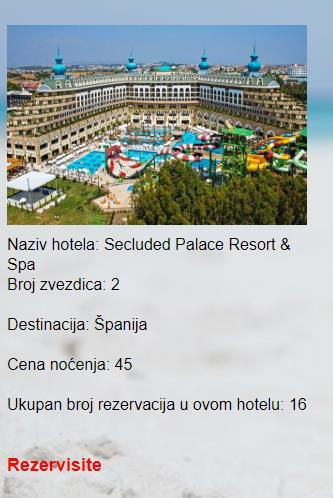 Naziv hotela: Secluded Palace Resort &
Spa
Broj zvezdica: 2
Destinacija: Španija
Cena noćenja: 45
Ukupan broj rezervacija u ovom hotelu: 16
Rezervisite